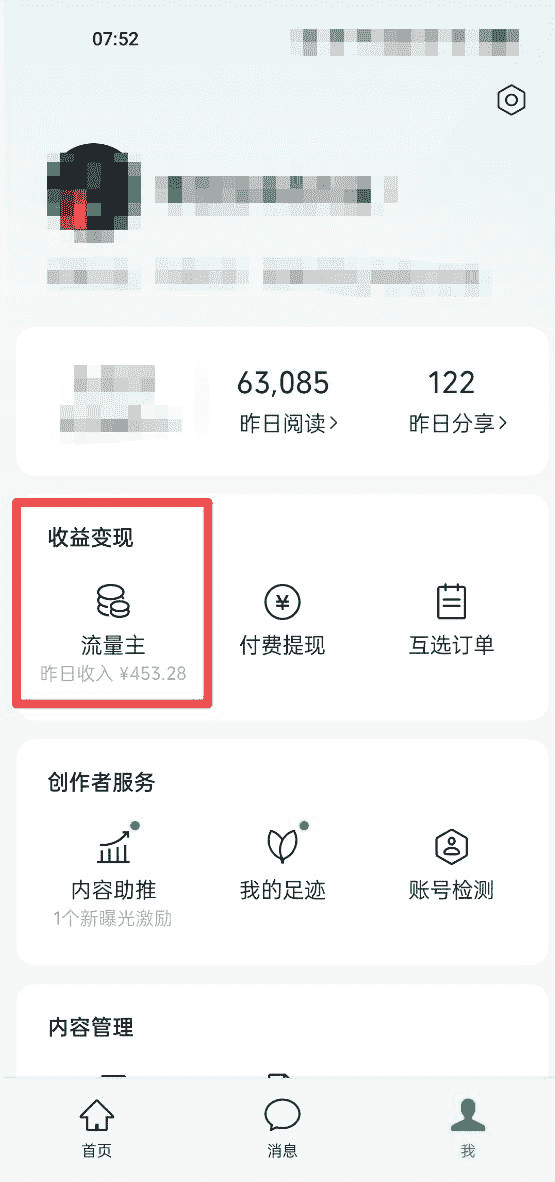 07:52
63,085
122
昨日阅读
昨日分享
收益变现
流量主
付费提现
互选订单
昨日收入 ¥453.28
创作者服务
内容助推
我的足迹
账号检测
1个新曝光激励
内容管理
首页
消息
我